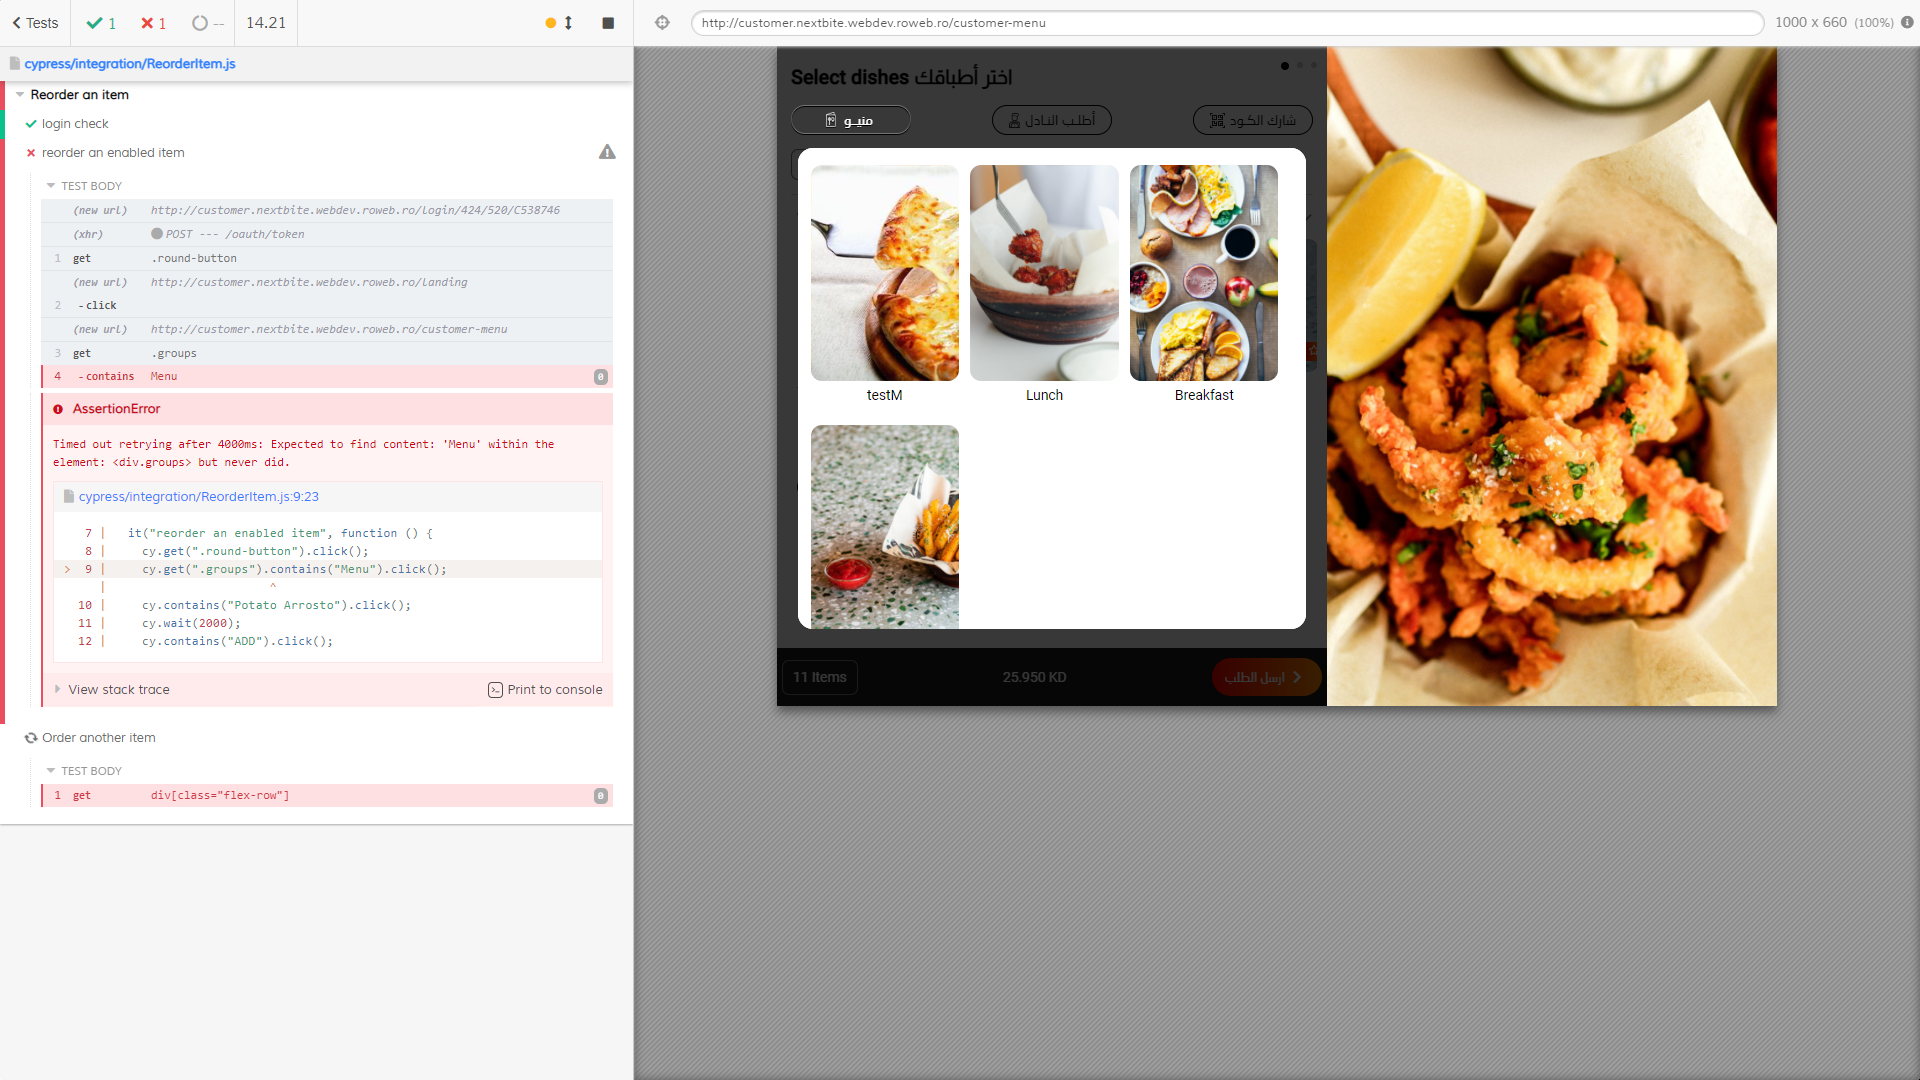 Tests
1
1
--
14.21
http://customer.nextbite.webdev.roweb.ro/customer-menu
1000 x 660 (100%)
cypress/integration/ReorderItem.js
Reorder an item
login check
reorder an enabled item
TEST BODY
(new url) http://customer.nextbite.webdev.roweb.ro/login/424/520/C538746
(xhr) POST --- /oauth/token
1 get .round-button
(new url) http://customer.nextbite.webdev.roweb.ro/landing
2 -click
(new url) http://customer.nextbite.webdev.roweb.ro/customer-menu
3 get .groups
4 -contains Menu 0
AssertionError
Timed out retrying after 4000ms: Expected to find content: 'Menu' within the
element: <div.groups> but never did.
cypress/integration/ReorderItem.js:9:23
7 | it("reorder an enabled item", function () {
8 | cy.get(".round-button").click();
> 9 | cy.get(".groups").contains("Menu").click();
| ^
10 | cy.contains("Potato Arrosto").click();
11 | cy.wait(2000);
12 | cy.contains("ADD").click();
View stack trace
Print to console
Order another item
TEST BODY
1 get div[class="flex-row"] 0
Select dishes اختر أطباقك
منيـو
أطلـب النـادل
شارك الكـود
testM
Lunch
Breakfast
11 Items
25.950 KD
ارسل الطلب